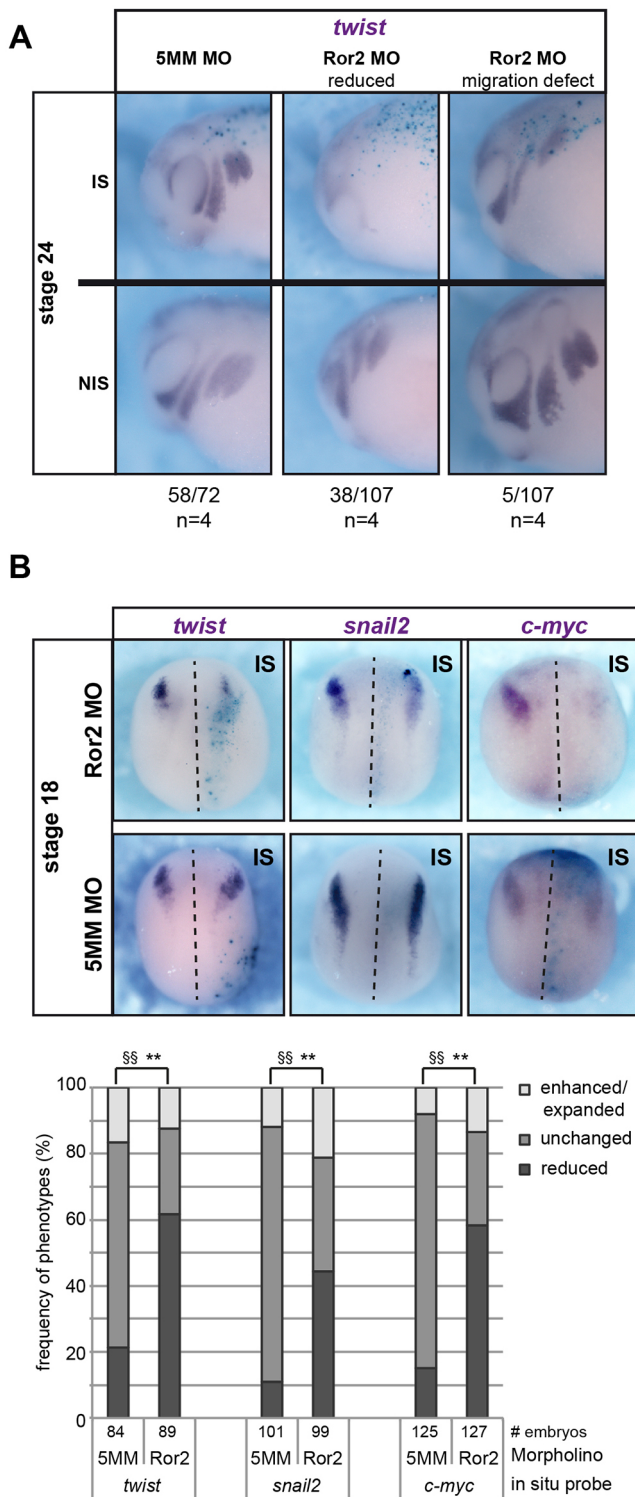 A
twist
5MM MO
Ror2 MO
reduced
Ror2 MO
migration defect
stage 24
IS
NIS
58/72
n=4
38/107
n=4
5/107
n=4
B
twist
snail2
c-myc
stage 18
Ror2 MO
IS
IS
IS
5MM MO
IS
IS
IS
§§ **
§§ **
§§ **
frequency of phenotypes (%)
100
80
60
40
20
0
enhanced/
expanded
unchanged
reduced
84 89 101 99 125 127 # embryos
5MM Ror2 5MM Ror2 5MM Ror2 Morpholino
twist snail2 c-myc in situ probe